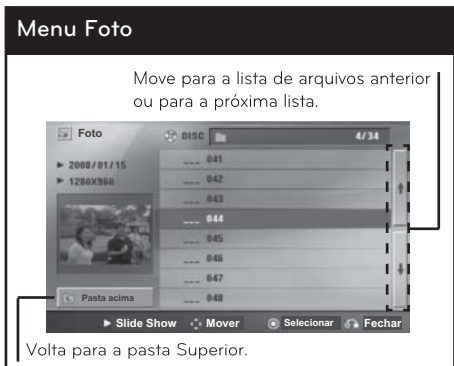 Menu Foto
Move para a lista de arquivos anterior
ou para a próxima lista.
Foto
DISC
4/34
2008/01/15
1280X960
041
042
043
044
045
046
047
048
Pasta acima
Slide Show
Mover
Selecionar
Fechar
Volta para a pasta Superior.